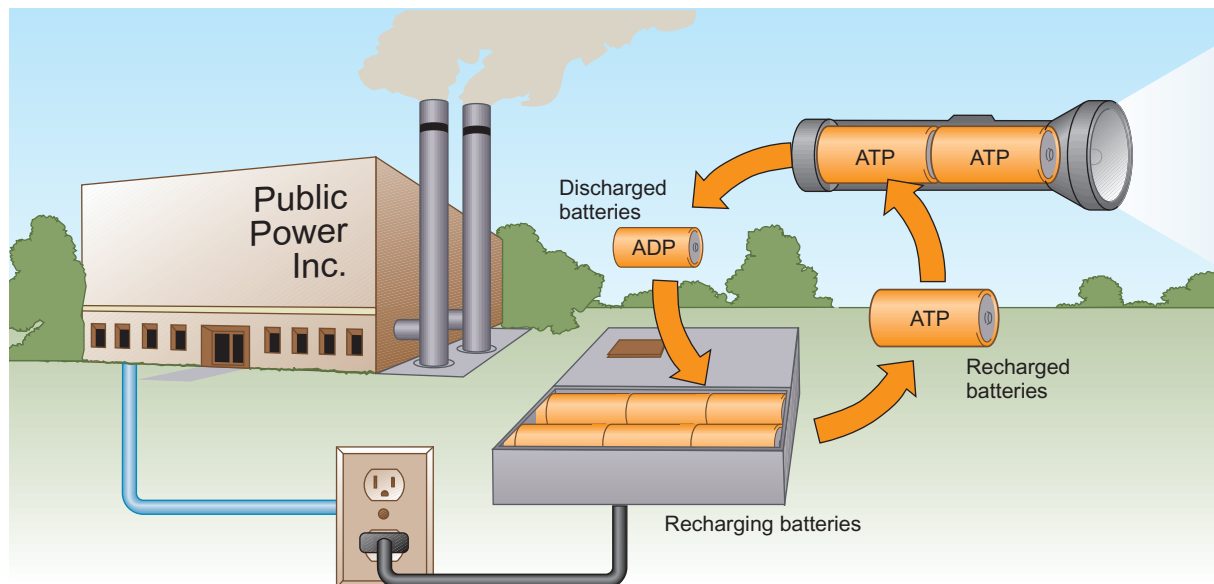 Public
Power
Inc.
ATP
ATP
Discharged
batteries
ADP
ATP
Recharged
batteries
Recharging batteries